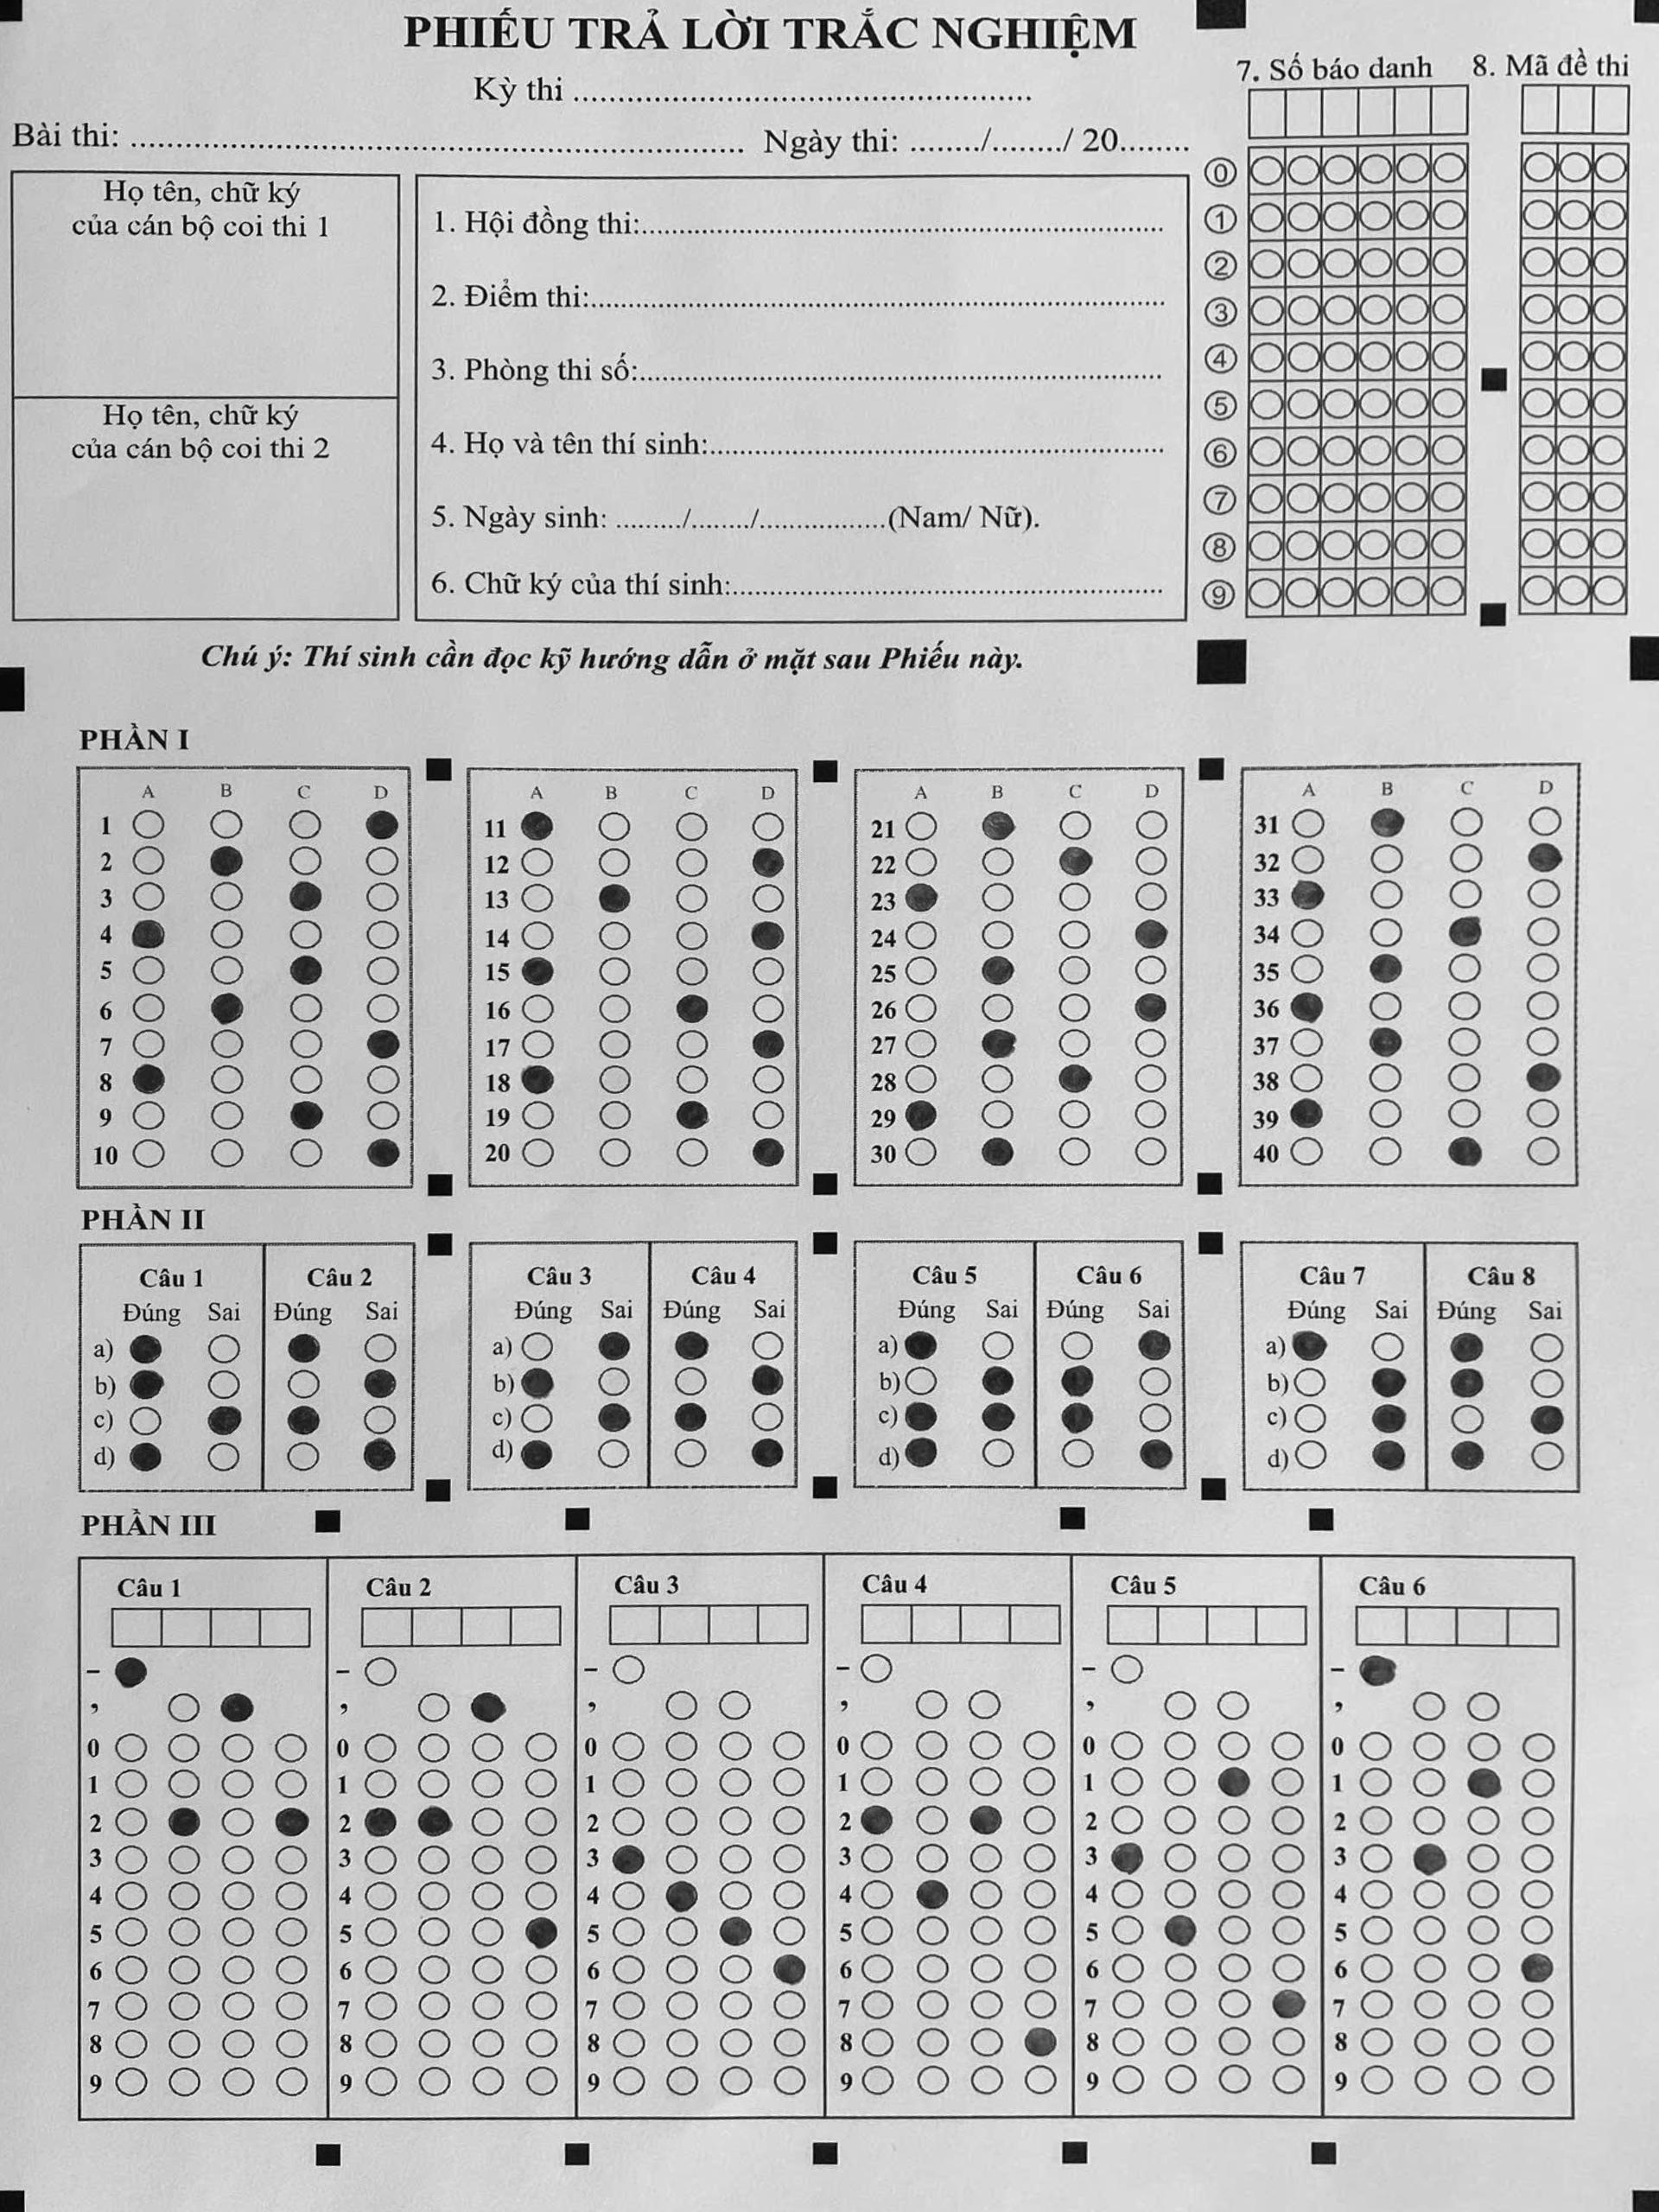 PHIẾU TRẢ LỜI TRẮC NGHIỆM
Kỳ thi ....................................................
Bài thi: ...................................................................... Ngày thi: ......../......../ 20........
7. Số báo danh 8. Mã đề thi
Họ tên, chữ ký
của cán bộ coi thi 1
Họ tên, chữ ký
của cán bộ coi thi 2
1. Hội đồng thi:............................................................
2. Điểm thi:..................................................................
3. Phòng thi số:............................................................
4. Họ và tên thí sinh:....................................................
5. Ngày sinh: ........./......../................(Nam/ Nữ).
6. Chữ ký của thí sinh:.................................................
0
1
2
3
4
5
6
7
8
9
Chú ý: Thí sinh cần đọc kỹ hướng dẫn ở mặt sau Phiếu này.
PHẦN I
A B C D A B C D A B C D A B C D
1 11 21 31
2 12 22 32
3 13 23 33
4 14 24 34
5 15 25 35
6 16 26 36
7 17 27 37
8 18 28 38
9 19 29 39
10 20 30 40
PHẦN II
Câu 1 Câu 2 Câu 3 Câu 4 Câu 5 Câu 6 Câu 7 Câu 8
Đúng Sai Đúng Sai Đúng Sai Đúng Sai Đúng Sai Đúng Sai Đúng Sai Đúng Sai
a) a) a) a)
b) b) b) b)
c) c) c) c)
d) d) d) d)
PHẦN III
Câu 1 Câu 2 Câu 3 Câu 4 Câu 5 Câu 6
– – – – – –
, , , , , ,
0 0 0 0 0 0
1 1 1 1 1 1
2 2 2 2 2 2
3 3 3 3 3 3
4 4 4 4 4 4
5 5 5 5 5 5
6 6 6 6 6 6
7 7 7 7 7 7
8 8 8 8 8 8
9 9 9 9 9 9